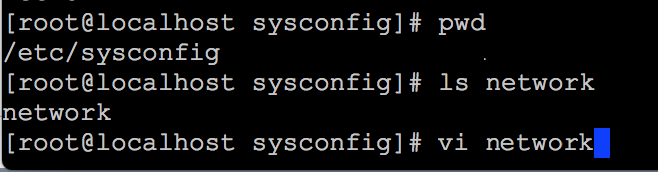 [root@localhost sysconfig]# pwd
/etc/sysconfig
[root@localhost sysconfig]# ls network
network
[root@localhost sysconfig]# vi network